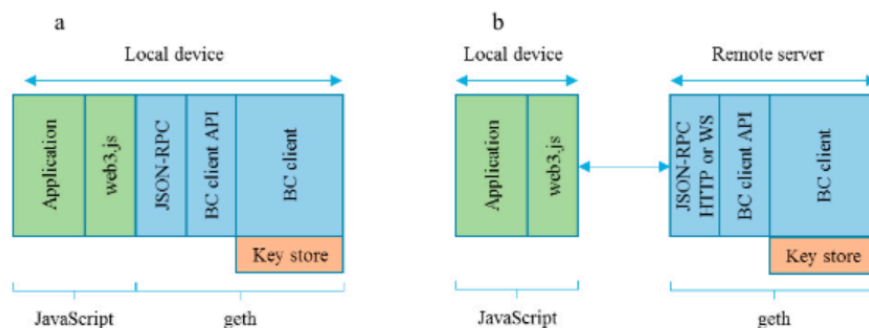 a
Local device
Application
web3.js
JSON-RPC
BC client API
BC client
Key store
JavaScript
geth
b
Local device
Remote server
Application
web3.js
JSON-RPC
HTTP or WS
BC client API
BC client
Key store
JavaScript
geth